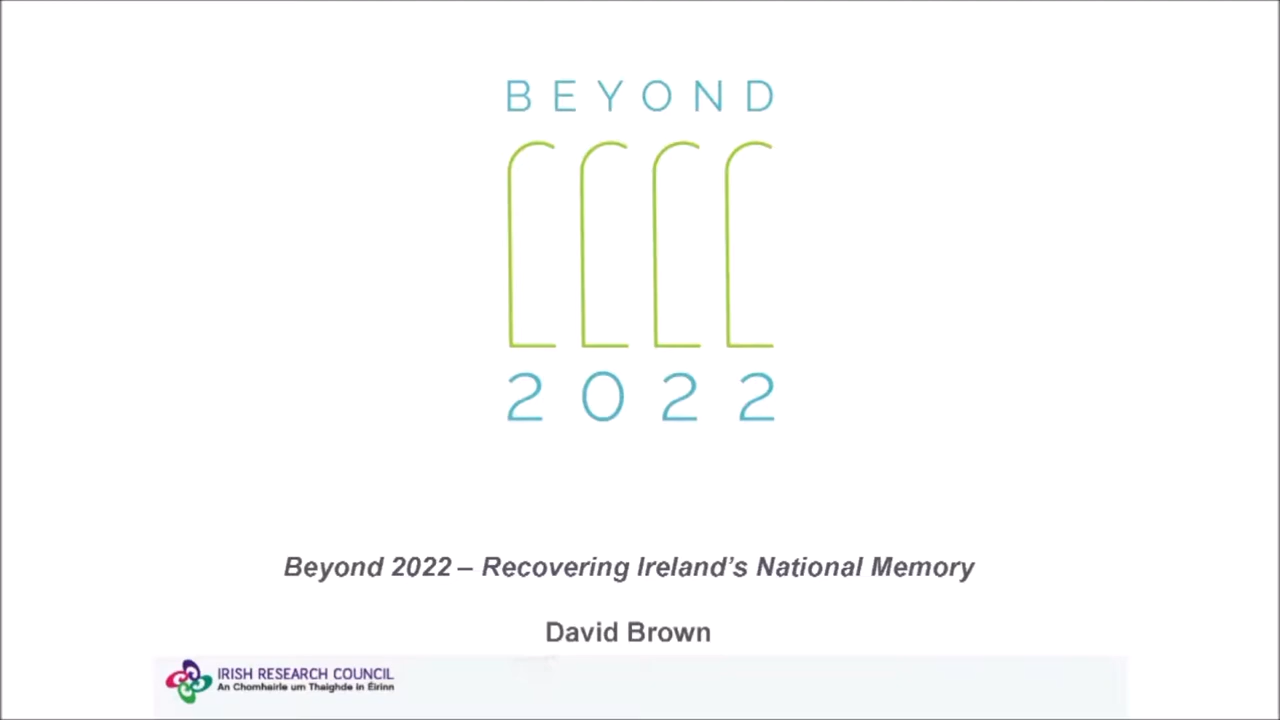 BEYOND
2022
Beyond 2022 – Recovering Ireland's National Memory
David Brown
IRISH RESEARCH COUNCIL
An Chomhairle um Thaighde in Éirinn